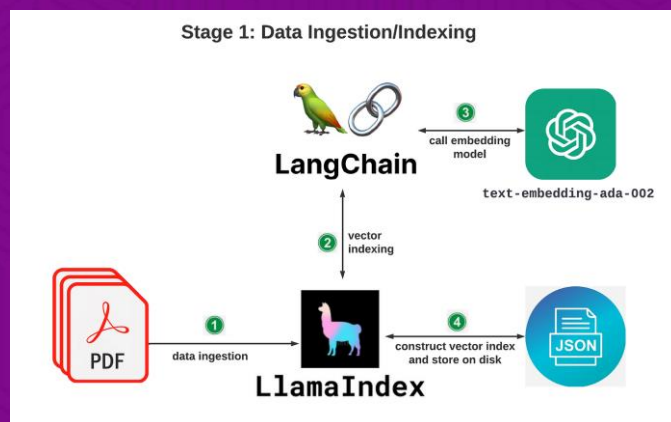 Stage 1: Data Ingestion/Indexing
LangChain
3
call embedding
model
text-embedding-ada-002
2
vector
indexing
PDF
1
data ingestion
LlamaIndex
4
construct vector index
and store on disk
JSON